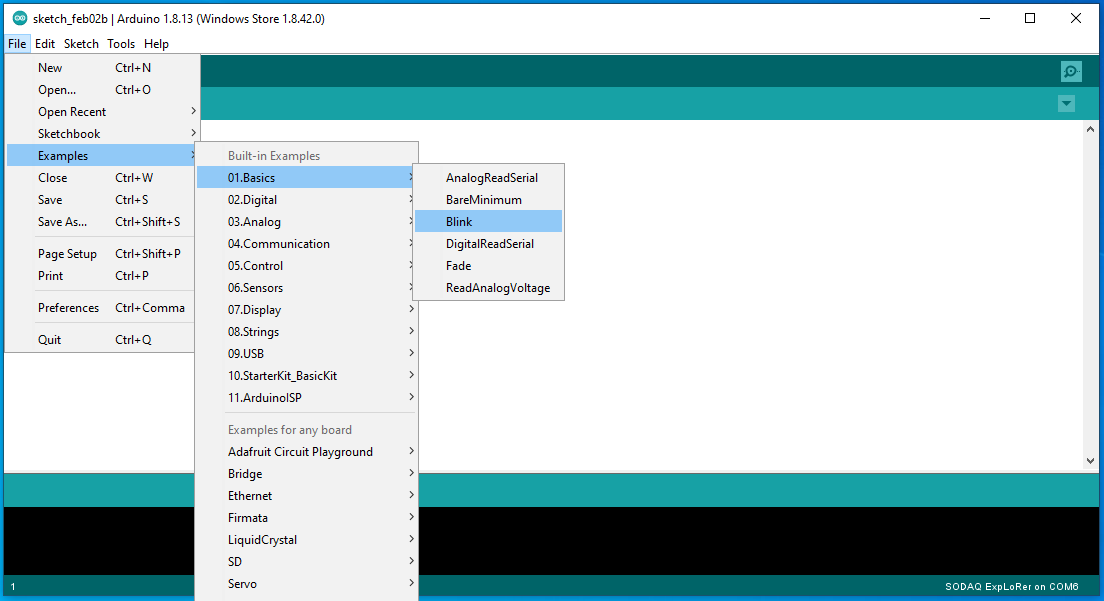 sketch_feb02b | Arduino 1.8.13 (Windows Store 1.8.42.0)
File Edit Sketch Tools Help
New Ctrl+N
Open... Ctrl+O
Open Recent
Sketchbook
Examples
Close Ctrl+W
Save Ctrl+S
Save As... Ctrl+Shift+S
Page Setup Ctrl+Shift+P
Print Ctrl+P
Preferences Ctrl+Comma
Quit Ctrl+Q
Built-in Examples
01.Basics
02.Digital
03.Analog
04.Communication
05.Control
06.Sensors
07.Display
08.Strings
09.USB
10.StarterKit_BasicKit
11.ArduinoISP
Examples for any board
Adafruit Circuit Playground
Bridge
Ethernet
Firmata
LiquidCrystal
SD
Servo
AnalogReadSerial
BareMinimum
Blink
DigitalReadSerial
Fade
ReadAnalogVoltage
1
SODAQ ExpLoRer on COM6